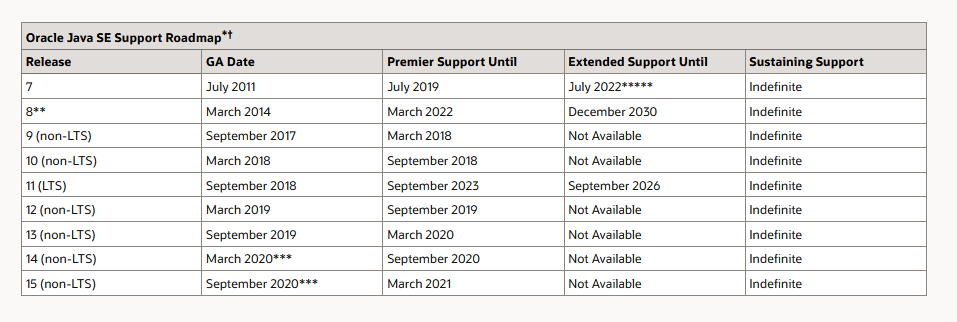 Oracle Java SE Support Roadmap*†
Release GA Date Premier Support Until Extended Support Until Sustaining Support
7 July 2011 July 2019 July 2022***** Indefinite
8** March 2014 March 2022 December 2030 Indefinite
9 (non-LTS) September 2017 March 2018 Not Available Indefinite
10 (non-LTS) March 2018 September 2018 Not Available Indefinite
11 (LTS) September 2018 September 2023 September 2026 Indefinite
12 (non-LTS) March 2019 September 2019 Not Available Indefinite
13 (non-LTS) September 2019 March 2020 Not Available Indefinite
14 (non-LTS) March 2020*** September 2020 Not Available Indefinite
15 (non-LTS) September 2020*** March 2021 Not Available Indefinite